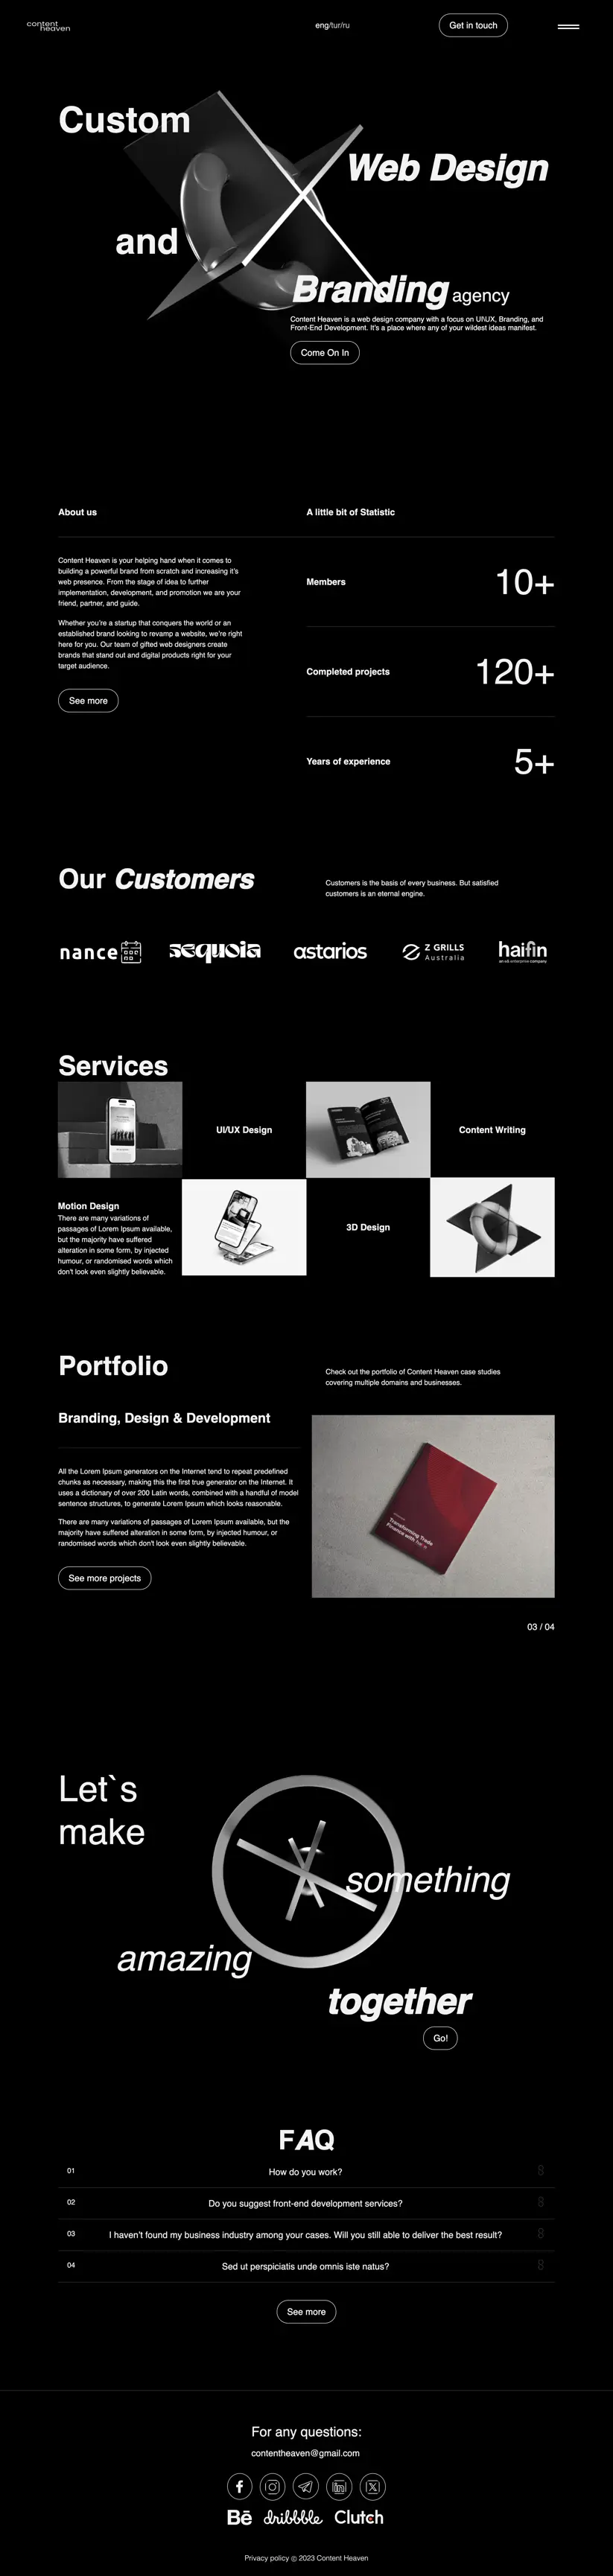 content
heaven
eng/tur/ru
Get in touch
Custom
Web Design
and
Branding agency
Content Heaven is a web design company with a focus on UI\UX, Branding, and
Front-End Development. It's a place where any of your wildest ideas manifest.
Come On In
About us
A little bit of Statistic
Content Heaven is your helping hand when it comes to
building a powerful brand from scratch and increasing it's
web presence. From the stage of idea to further
implementation, development, and promotion we are your
friend, partner, and guide.
Whether you're a startup that conquers the world or an
established brand looking to revamp a website, we're right
here for you. Our team of gifted web designers create
brands that stand out and digital products right for your
target audience.
See more
Members
10+
Completed projects
120+
Years of experience
5+
Our Customers
Customers is the basis of every business. But satisfied
customers is an eternal engine.
nance
sequoia
astarios
Z GRILLS
Australia
haifin
Services
UI/UX Design
Content Writing
Motion Design
There are many variations of
passages of Lorem Ipsum available,
but the majority have suffered
alteration in some form, by injected
humour, or randomised words which
don't look even slightly believable.
3D Design
Portfolio
Check out the portfolio of Content Heaven case studies
covering multiple domains and businesses.
Branding, Design & Development
All the Lorem Ipsum generators on the Internet tend to repeat predefined
chunks as necessary, making this the first true generator on the Internet. It
uses a dictionary of over 200 Latin words, combined with a handful of model
sentence structures, to generate Lorem Ipsum which looks reasonable.
There are many variations of passages of Lorem Ipsum available, but the
majority have suffered alteration in some form, by injected humour, or
randomised words which don't look even slightly believable.
See more projects
Transforming Trade
Finance with
03 / 04
Let`s
make
something
amazing
together
Go!
FAQ
01
How do you work?
02
Do you suggest front-end development services?
03
I haven't found my business industry among your cases. Will you still able to deliver the best result?
04
Sed ut perspiciatis unde omnis iste natus?
See more
For any questions:
contentheaven@gmail.com
Bē
dribbble
Clutch
Privacy policy @ 2023 Content Heaven